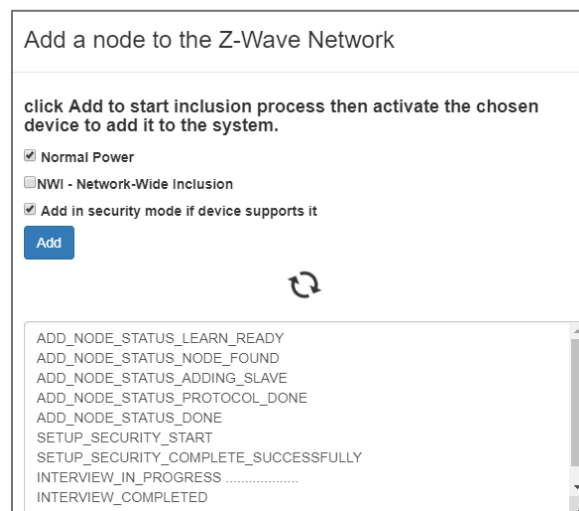 Add a node to the Z-Wave Network
click Add to start inclusion process then activate the chosen
device to add it to the system.
Normal Power
NWI - Network-Wide Inclusion
Add in security mode if device supports it
Add
ADD_NODE_STATUS_LEARN_READY
ADD_NODE_STATUS_NODE_FOUND
ADD_NODE_STATUS_ADDING_SLAVE
ADD_NODE_STATUS_PROTOCOL_DONE
ADD_NODE_STATUS_DONE
SETUP_SECURITY_START
SETUP_SECURITY_COMPLETE_SUCCESSFULLY
INTERVIEW_IN_PROGRESS ...................
INTERVIEW_COMPLETED